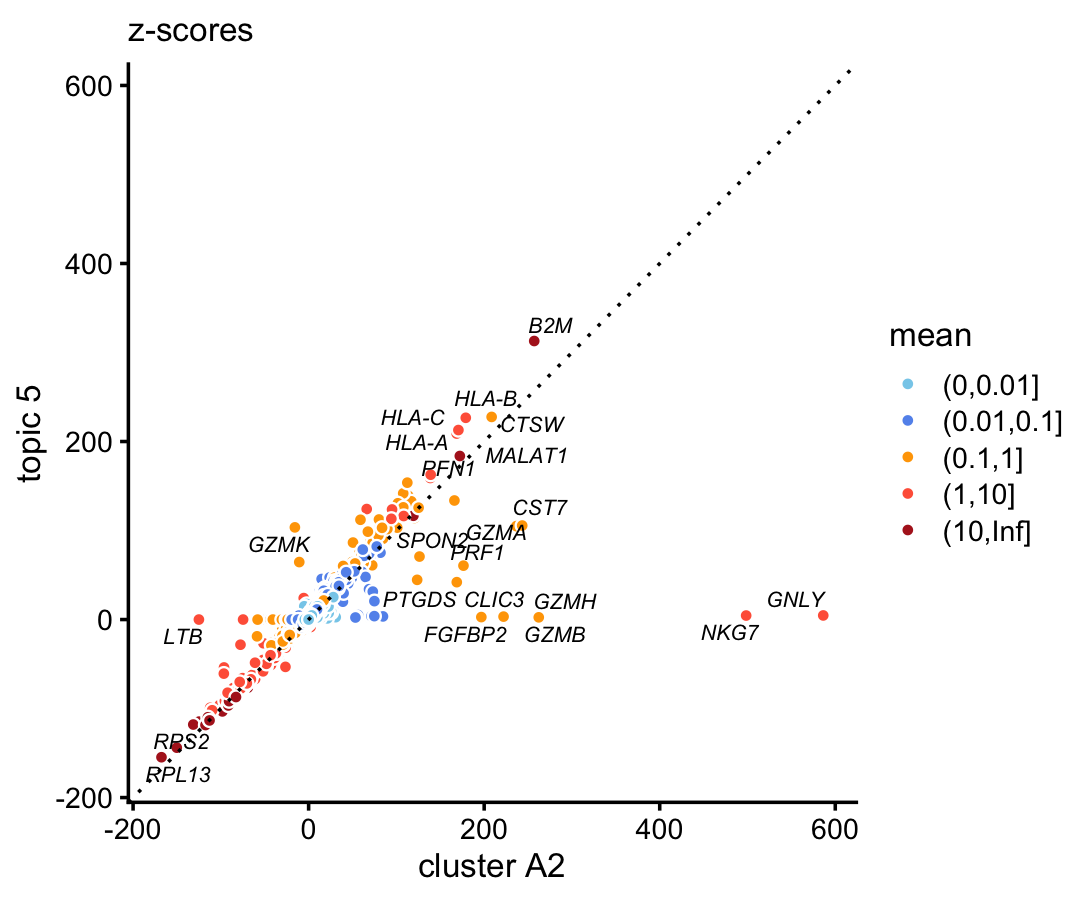 z-scores
600
400
200
0
-200
topic 5
B2M
HLA-B
HLA-C
CTSW
HLA-A
MALAT1
PFN1
CST7
GZMA
SPON2
GZMK
PRF1
PTGDS
CLIC3
GZMH
GNLY
LTB
FGFBP2
GZMB
NKG7
RPS2
RPL13
-200
0
200
400
600
cluster A2
mean
(0,0.01]
(0.01,0.1]
(0.1,1]
(1,10]
(10,Inf]